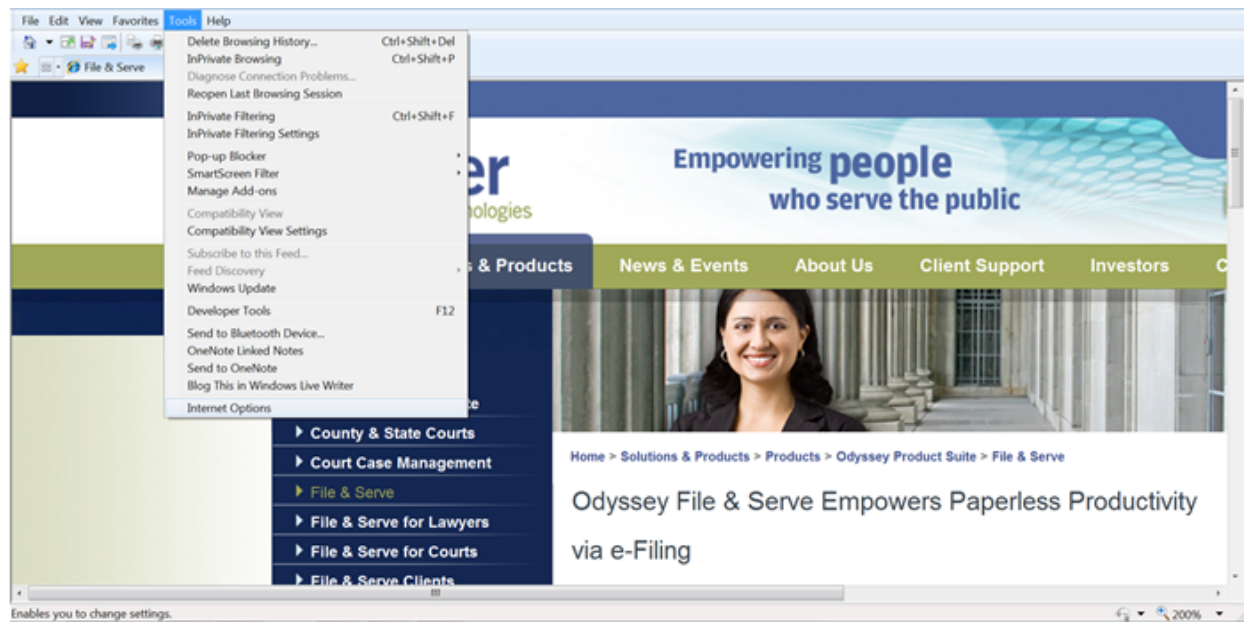 File Edit View Favorites Tools Help
File & Serve
Delete Browsing History... Ctrl+Shift+Del
InPrivate Browsing Ctrl+Shift+P
Diagnose Connection Problems...
Reopen Last Browsing Session
InPrivate Filtering Ctrl+Shift+F
InPrivate Filtering Settings
Pop-up Blocker
SmartScreen Filter
Manage Add-ons
Compatibility View
Compatibility View Settings
Subscribe to this Feed...
Feed Discovery
Windows Update
Developer Tools F12
Send to Bluetooth Device...
OneNote Linked Notes
Send to OneNote
Blog This in Windows Live Writer
Internet Options
er
nologies
Empowering people
who serve the public
& Products News & Events About Us Client Support Investors C
County & State Courts
Court Case Management
File & Serve
File & Serve for Lawyers
File & Serve for Courts
File & Serve Clients
Home > Solutions & Products > Products > Odyssey Product Suite > File & Serve
Odyssey File & Serve Empowers Paperless Productivity
via e-Filing
Enables you to change settings.
200%